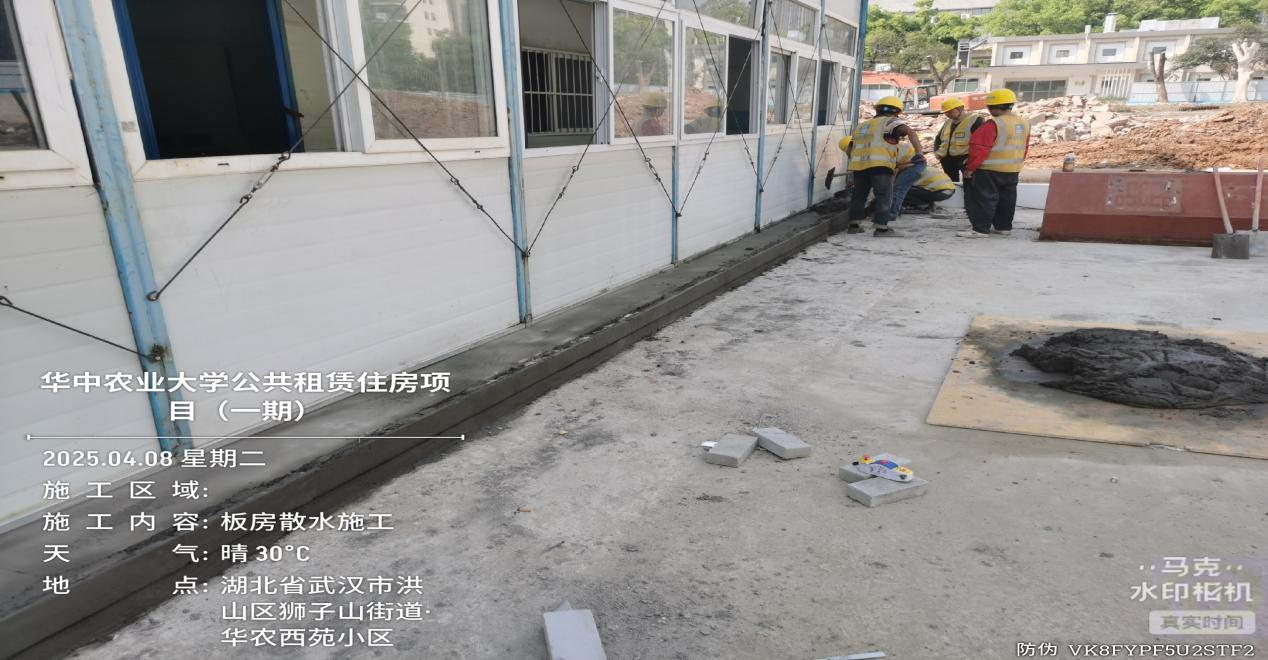 华中农业大学公共租赁住房项
目（一期）
2025.04.08 星期二
施工区域:
施工内容: 板房散水施工
天气: 晴 30°C
地点: 湖北省武汉市洪
山区狮子山街道·
华农西苑小区
马克
水印相机
真实时间
防伪 VK8FYPF5U2STF2